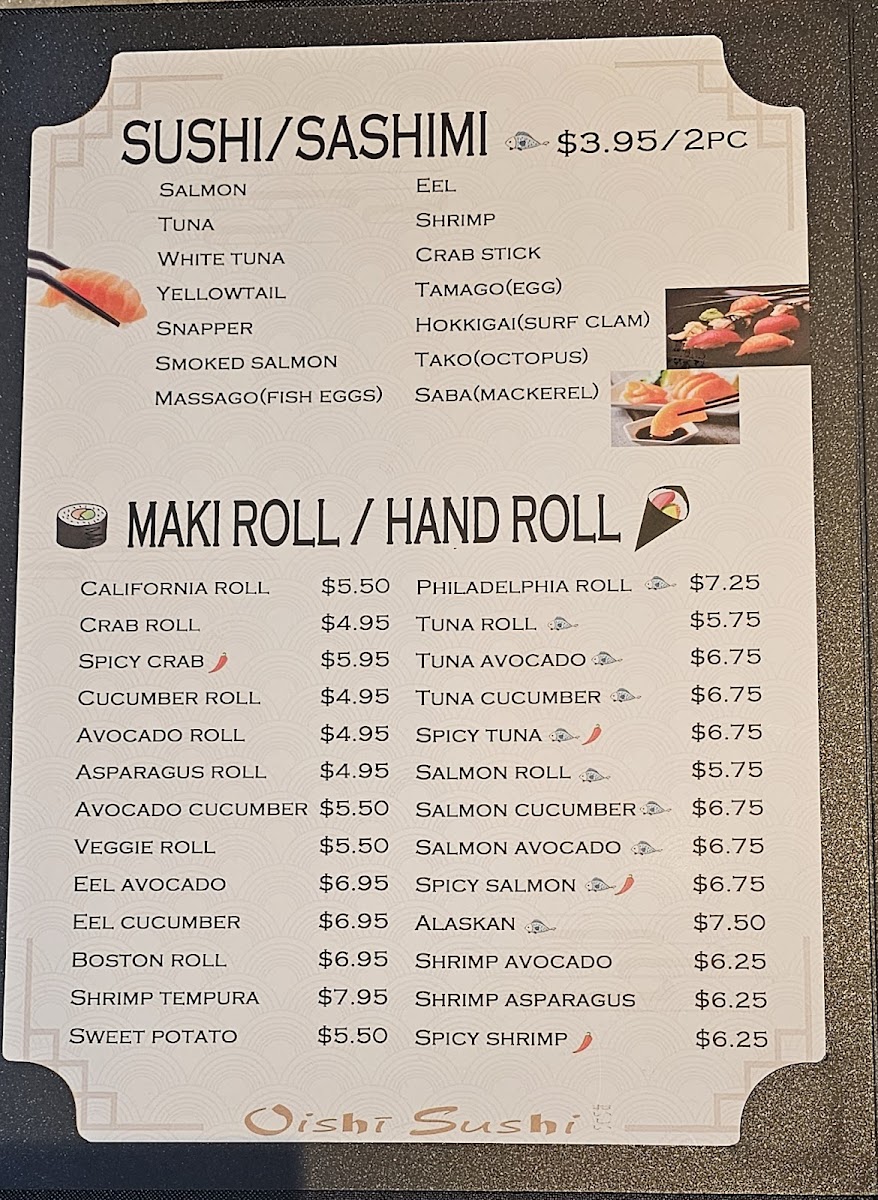 SUSHI/SASHIMI $3.95/2PC
SALMON
TUNA
WHITE TUNA
YELLOWTAIL
SNAPPER
SMOKED SALMON
MASSAGO(FISH EGGS)
EEL
SHRIMP
CRAB STICK
TAMAGO(EGG)
HOKKIGAI(SURF CLAM)
TAKO(OCTOPUS)
SABA(MACKEREL)
MAKI ROLL / HAND ROLL
CALIFORNIA ROLL $5.50
CRAB ROLL $4.95
SPICY CRAB $5.95
CUCUMBER ROLL $4.95
AVOCADO ROLL $4.95
ASPARAGUS ROLL $4.95
AVOCADO CUCUMBER $5.50
VEGGIE ROLL $5.50
EEL AVOCADO $6.95
EEL CUCUMBER $6.95
BOSTON ROLL $6.95
SHRIMP TEMPURA $7.95
SWEET POTATO $5.50
PHILADELPHIA ROLL $7.25
TUNA ROLL $5.75
TUNA AVOCADO $6.75
TUNA CUCUMBER $6.75
SPICY TUNA $6.75
SALMON ROLL $5.75
SALMON CUCUMBER $6.75
SALMON AVOCADO $6.75
SPICY SALMON $6.75
ALASKAN $7.50
SHRIMP AVOCADO $6.25
SHRIMP ASPARAGUS $6.25
SPICY SHRIMP $6.25
Oishī Sushi